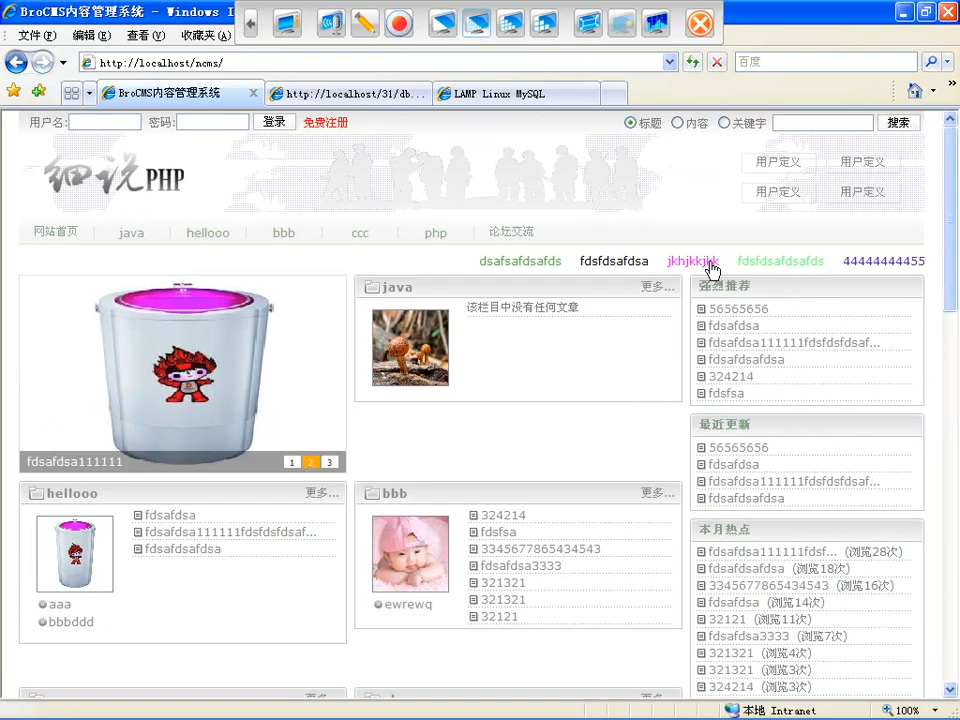 BroCMS内容管理系统 - Windows I
文件(F) 编辑(E) 查看(V) 收藏夹(A)
http://localhost/ncms/
百度
BroCMS内容管理系统 http://localhost/31/db... LAMP Linux MySQL
用户名: 密码: 登录 免费注册 标题 内容 关键字 搜索
细说PHP
用户定义 用户定义
用户定义 用户定义
网站首页 java hellooo bbb ccc php 论坛交流
dsafsafdsafds fdsfdsafdsa jkhjkkjkk fdsfdsafdsafds 44444444455
fdsafdsa111111 1 2 3
java 更多...
该栏目中没有任何文章
强烈推荐
56565656
fdsafdsa
fdsafdsa111111fdsfdsfdsaf...
fdsafdsafdsa
324214
fdsfsa
最近更新
56565656
fdsafdsa
fdsafdsa111111fdsfdsfdsaf...
fdsafdsafdsa
hellooo 更多...
fdsafdsa
fdsafdsa111111fdsfdsfdsaf...
fdsafdsafdsa
aaa
bbbddd
bbb 更多...
324214
fdsfsa
3345677865434543
fdsafdsa3333
321321
321321
32121
ewrewq
本月热点
fdsafdsa111111fdsf... (浏览28次)
fdsafdsafdsa (浏览18次)
3345677865434543 (浏览16次)
fdsafdsa (浏览14次)
32121 (浏览11次)
fdsafdsa3333 (浏览7次)
321321 (浏览4次)
321321 (浏览3次)
324214 (浏览3次)
本地 Intranet 100%